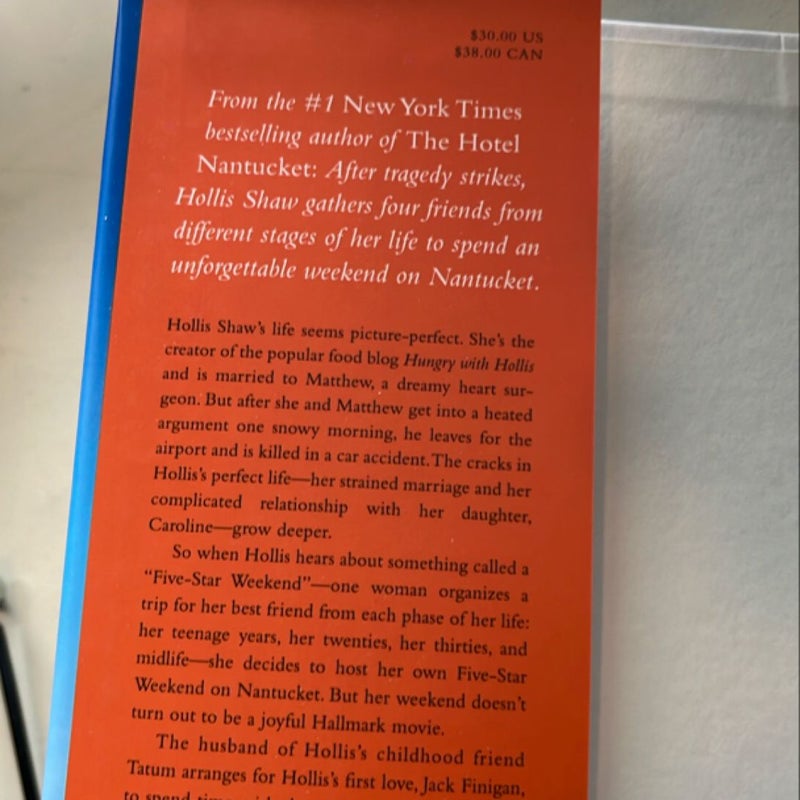 $30.00 US
$38.00 CAN
From the #1 New York Times
bestselling author of The Hotel
Nantucket: After tragedy strikes,
Hollis Shaw gathers four friends from
different stages of her life to spend an
unforgettable weekend on Nantucket.
Hollis Shaw's life seems picture-perfect. She's the
creator of the popular food blog Hungry with Hollis
and is married to Matthew, a dreamy heart sur-
geon. But after she and Matthew get into a heated
argument one snowy morning, he leaves for the
airport and is killed in a car accident. The cracks in
Hollis's perfect life—her strained marriage and her
complicated relationship with her daughter,
Caroline—grow deeper.
So when Hollis hears about something called a
“Five-Star Weekend”—one woman organizes a
trip for her best friend from each phase of her life:
her teenage years, her twenties, her thirties, and
midlife—she decides to host her own Five-Star
Weekend on Nantucket. But her weekend doesn't
turn out to be a joyful Hallmark movie.
The husband of Hollis's childhood friend
Tatum arranges for Hollis's first love, Jack Finigan,
to spend time